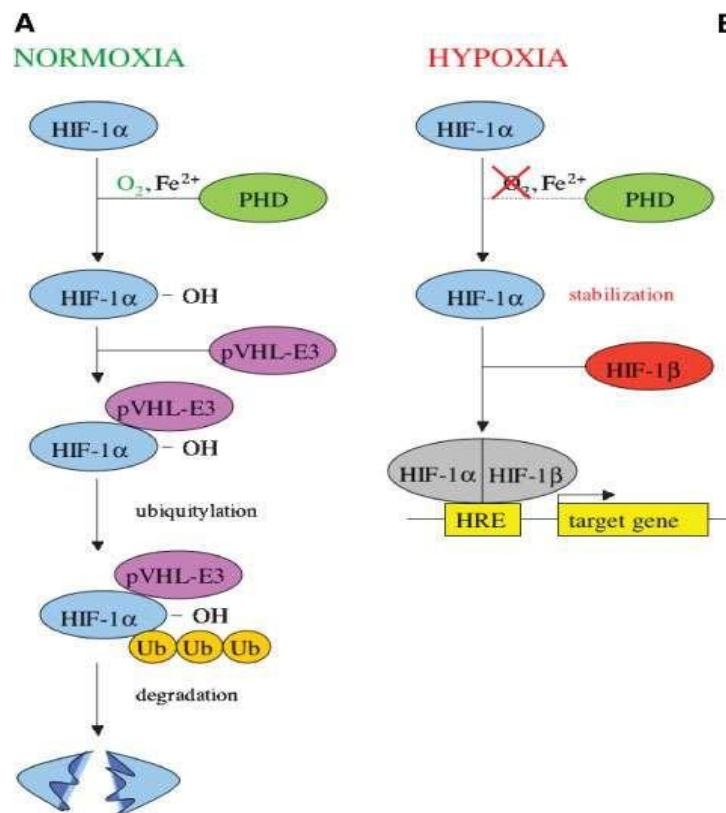 A
NORMOXIA
HIF-1α
O2, Fe2+
PHD
HIF-1α - OH
pVHL-E3
pVHL-E3
HIF-1α - OH
ubiquitylation
pVHL-E3
HIF-1α - OH
Ub Ub Ub
degradation
HYPOXIA
HIF-1α
O2, Fe2+
PHD
HIF-1α stabilization
HIF-1β
HIF-1α HIF-1β
HRE target gene